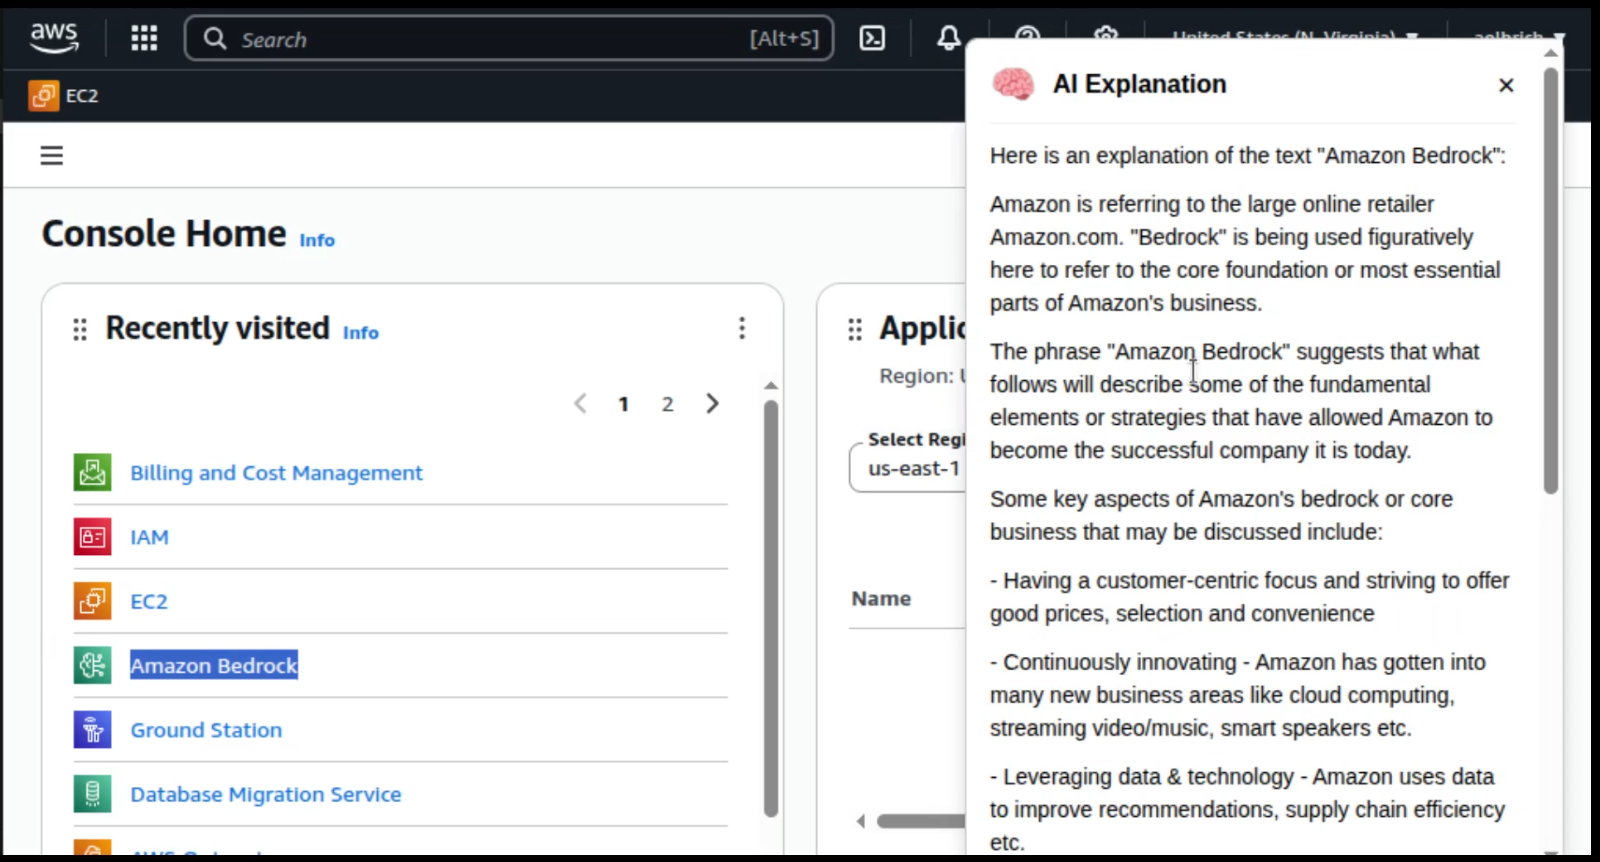 aws
Search
[Alt+S]
United States (N. Virginia)
EC2
Console Home Info
Recently visited Info
1 2
Billing and Cost Management
IAM
EC2
Amazon Bedrock
Ground Station
Database Migration Service
Region:
Select Regi
us-east-1
Name
AI Explanation
Here is an explanation of the text "Amazon Bedrock":
Amazon is referring to the large online retailer
Amazon.com. "Bedrock" is being used figuratively
here to refer to the core foundation or most essential
parts of Amazon's business.
The phrase "Amazon Bedrock" suggests that what
follows will describe some of the fundamental
elements or strategies that have allowed Amazon to
become the successful company it is today.
Some key aspects of Amazon's bedrock or core
business that may be discussed include:
- Having a customer-centric focus and striving to offer
good prices, selection and convenience
- Continuously innovating - Amazon has gotten into
many new business areas like cloud computing,
streaming video/music, smart speakers etc.
- Leveraging data & technology - Amazon uses data
to improve recommendations, supply chain efficiency
etc.